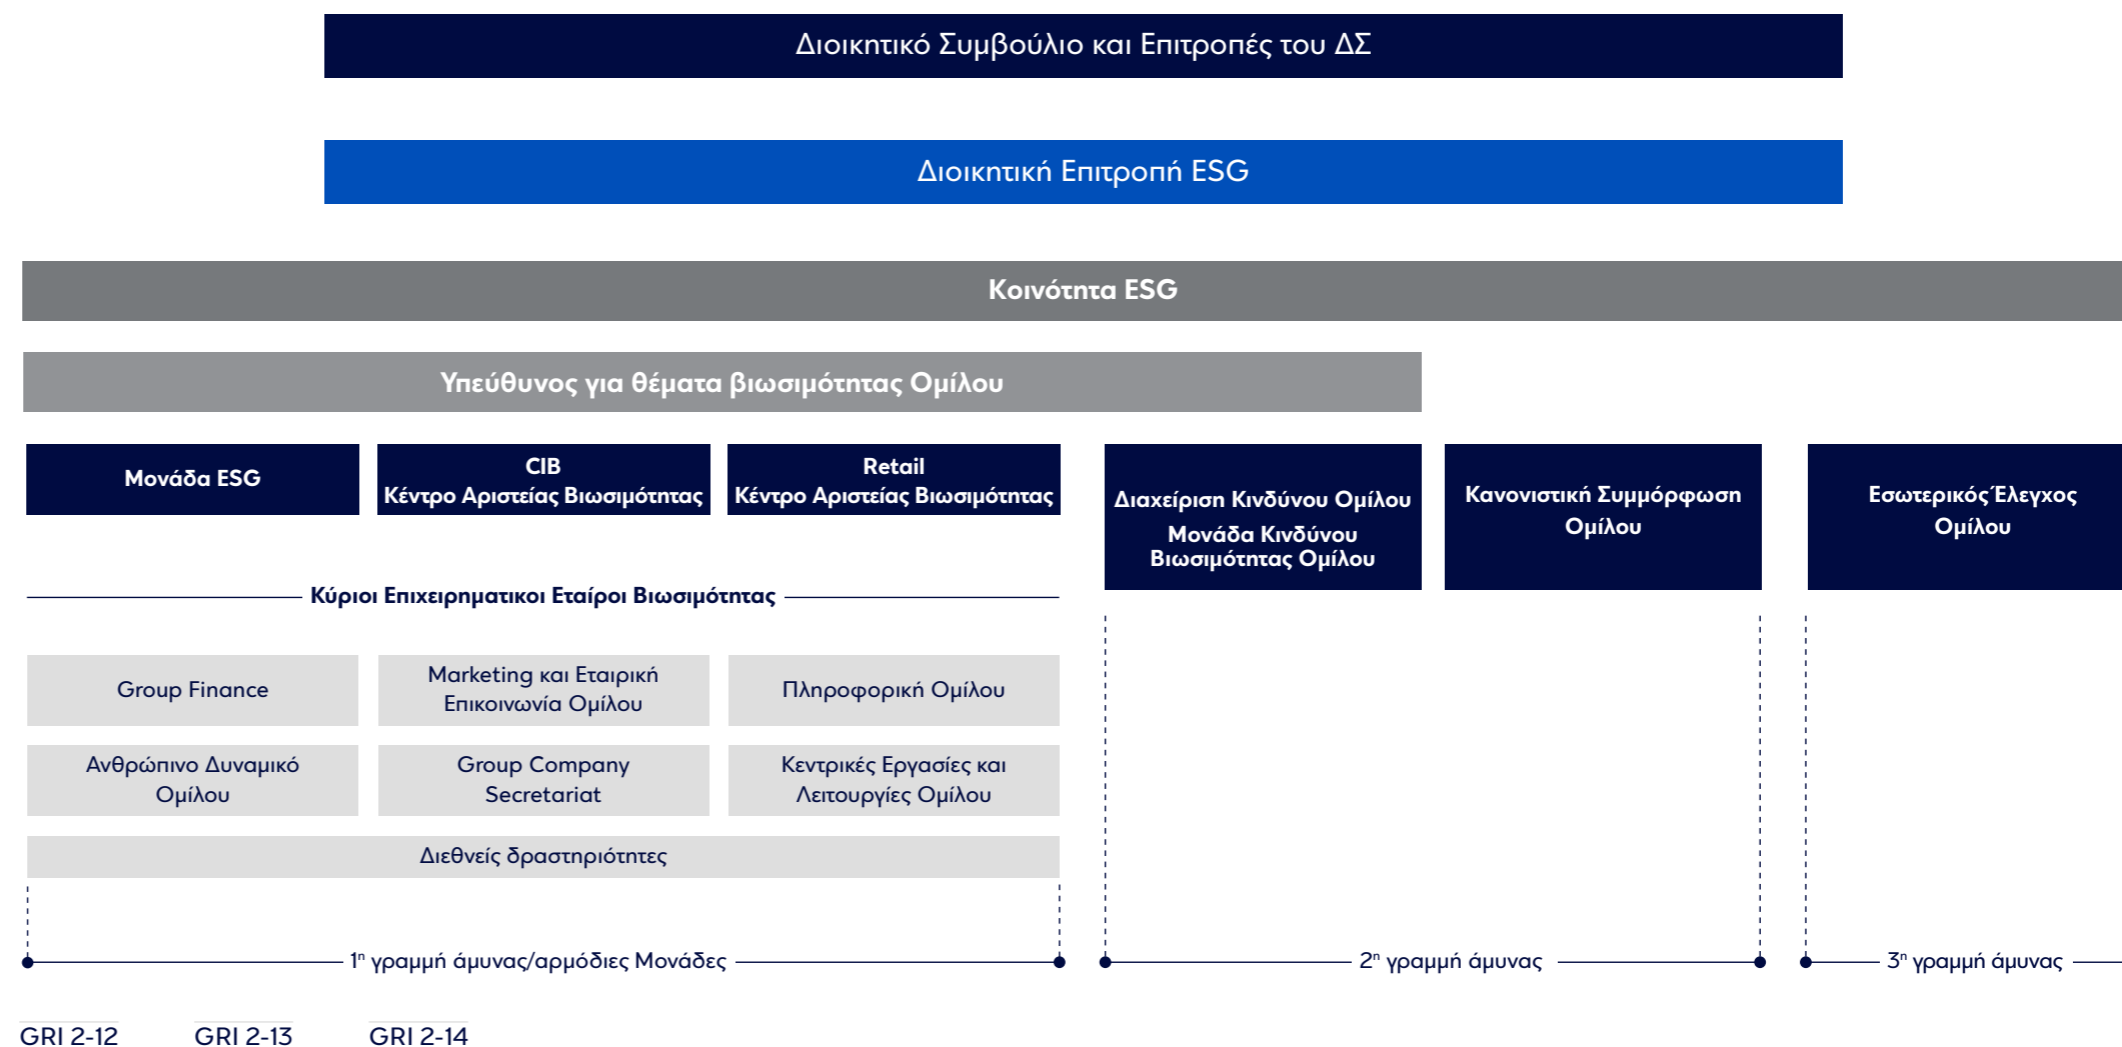 Διοικητικό Συμβούλιο και Επιτροπές του ΔΣ
Διοικητική Επιτροπή ESG
Κοινότητα ESG
Υπεύθυνος για θέματα βιωσιμότητας Ομίλου
Μονάδα ESG
CIB
Κέντρο Αριστείας Βιωσιμότητας
Retail
Κέντρο Αριστείας Βιωσιμότητας
Διαχείριση Κινδύνου Ομίλου
Μονάδα Κινδύνου
Βιωσιμότητας Ομίλου
Κανονιστική Συμμόρφωση
Ομίλου
Εσωτερικός Έλεγχος
Ομίλου
Κύριοι Επιχειρηματικοι Εταίροι Βιωσιμότητας
Group Finance
Marketing και Εταιρική
Επικοινωνία Ομίλου
Πληροφορική Ομίλου
Ανθρώπινο Δυναμικό
Ομίλου
Group Company
Secretariat
Κεντρικές Εργασίες και
Λειτουργίες Ομίλου
Διεθνείς δραστηριότητες
1η γραμμή άμυνας/αρμόδιες Μονάδες
2η γραμμή άμυνας
3η γραμμή άμυνας
GRI 2-12
GRI 2-13
GRI 2-14